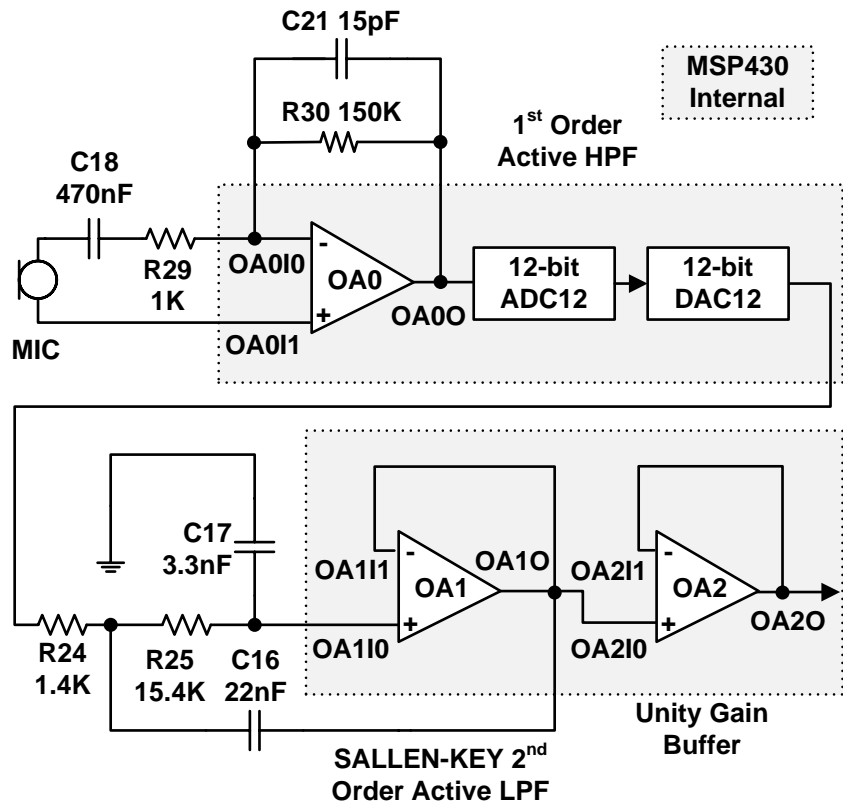 C21 15pF
R30 150K
MSP430
Internal
1st Order
Active HPF
C18
470nF
R29
1K
MIC
OA0I0
OA0I1
-
+
OA0
OA0O
12-bit
ADC12
12-bit
DAC12
C17
3.3nF
OA1I1
OA1I0
-
+
OA1
OA1O
OA2I1
OA2I0
-
+
OA2
OA2O
R24
1.4K
R25
15.4K
C16
22nF
SALLEN-KEY 2nd
Order Active LPF
Unity Gain
Buffer